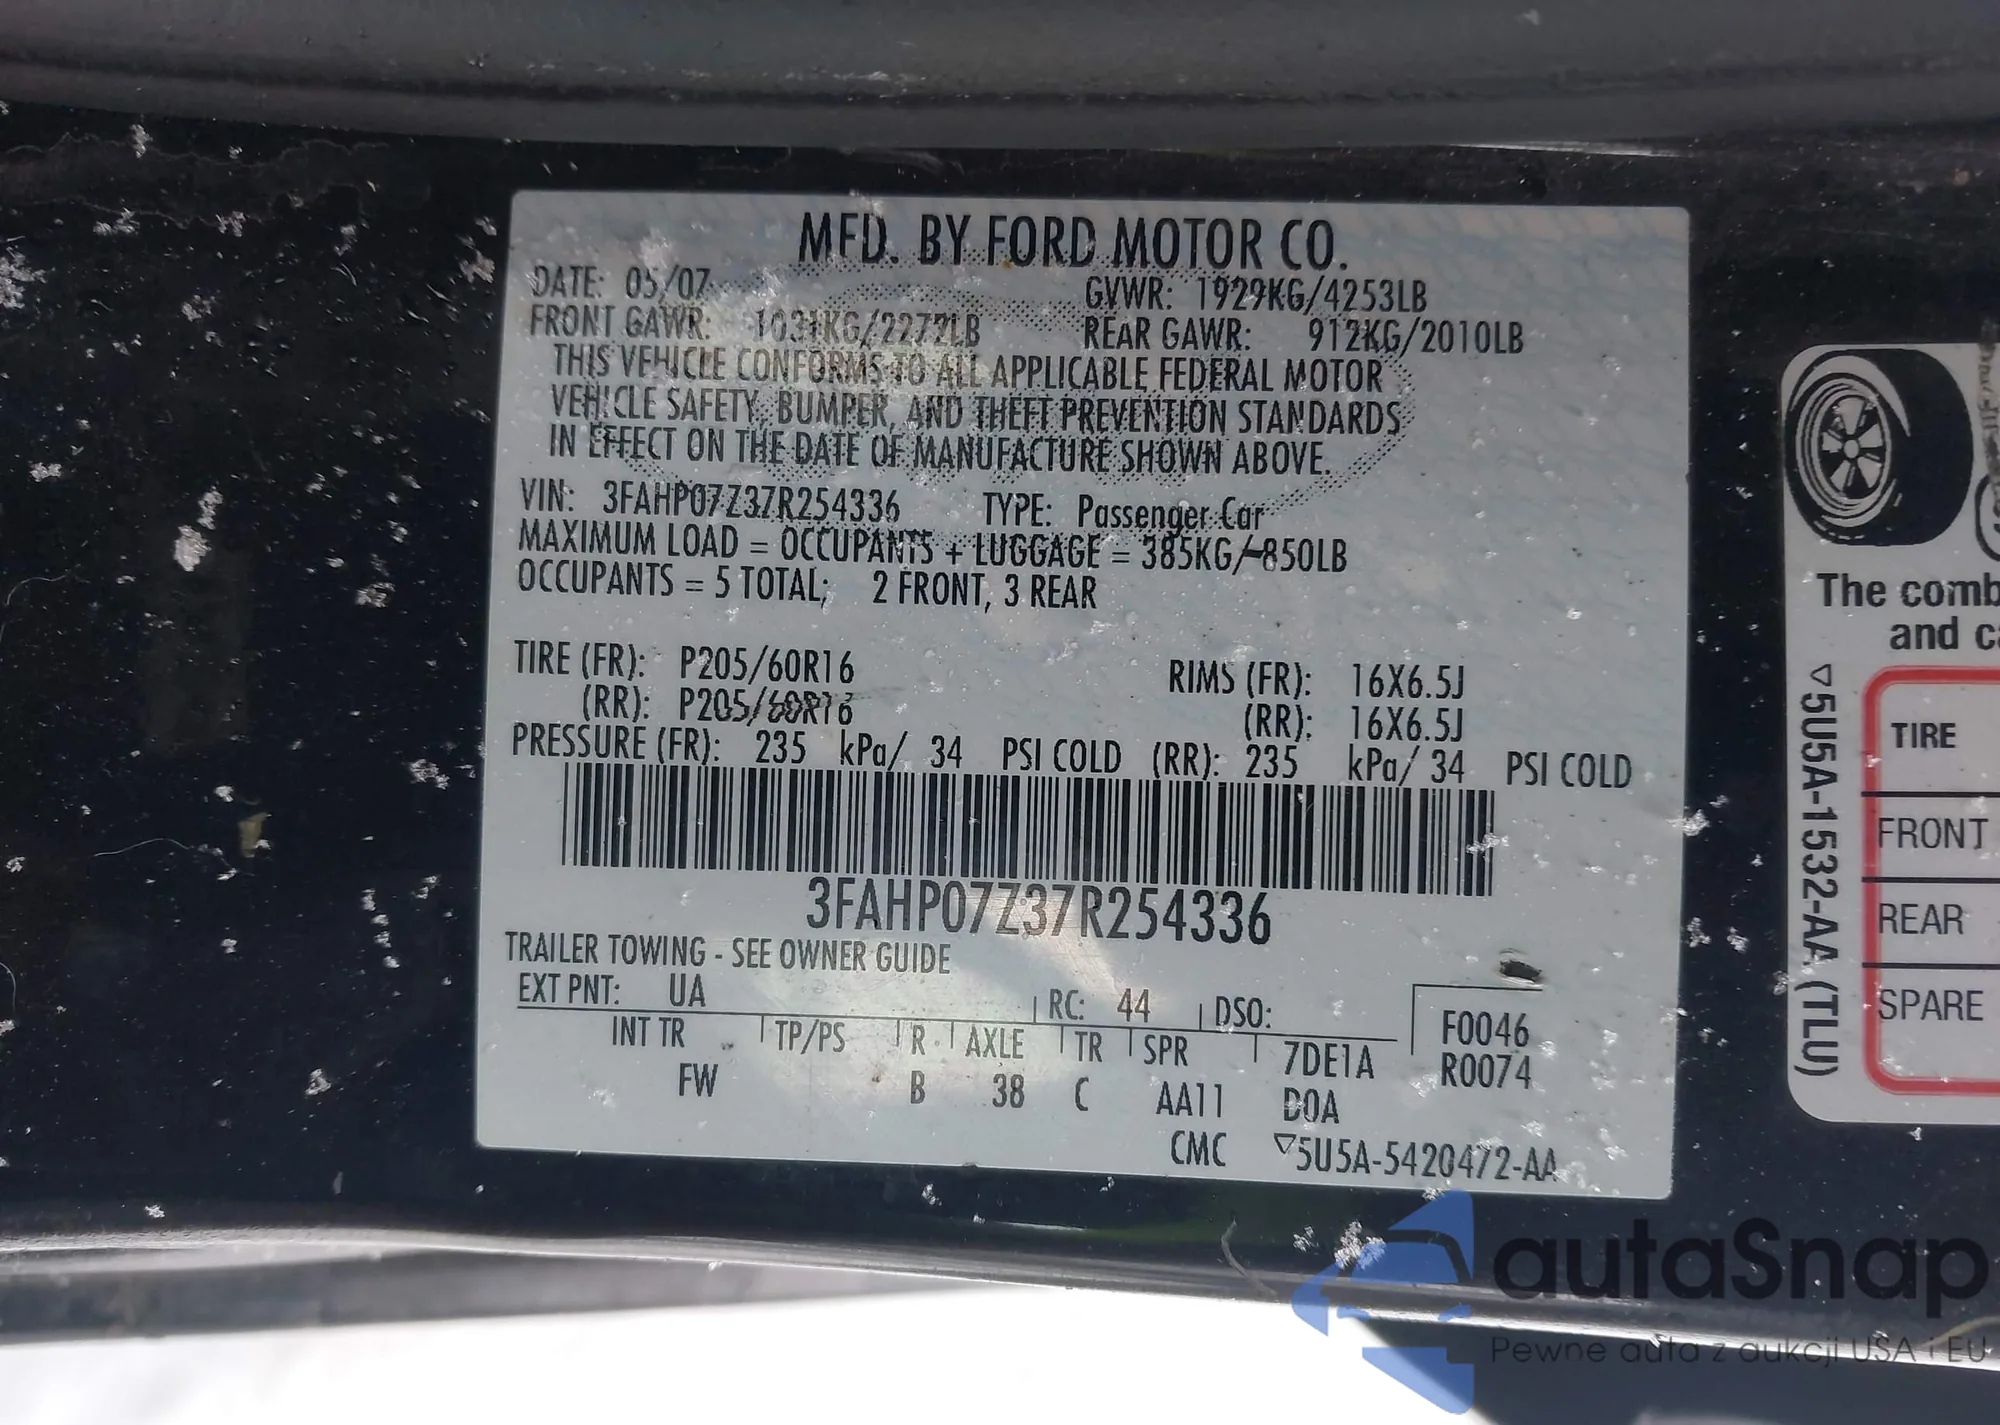 MFD. BY FORD MOTOR CO.
DATE: 05/07 GVWR: 1929KG/4253LB
FRONT GAWR: 1031KG/2272LB REAR GAWR: 912KG/2010LB
THIS VEHICLE CONFORMS TO ALL APPLICABLE FEDERAL MOTOR
VEHICLE SAFETY, BUMPER, AND THEFT PREVENTION STANDARDS
IN EFFECT ON THE DATE OF MANUFACTURE SHOWN ABOVE.
VIN: 3FAHP07Z37R254336 TYPE: Passenger Car
MAXIMUM LOAD = OCCUPANTS + LUGGAGE = 385KG/850LB
OCCUPANTS = 5 TOTAL; 2 FRONT, 3 REAR
TIRE (FR): P205/60R16 RIMS (FR): 16X6.5J
(RR): P205/60R16 (RR): 16X6.5J
PRESSURE (FR): 235 kPa/ 34 PSI COLD (RR): 235 kPa/ 34 PSI COLD
3FAHP07Z37R254336
TRAILER TOWING - SEE OWNER GUIDE
EXT PNT: UA RC: 44 DSO: F0046
INT TR TP/PS R AXLE TR SPR 7DE1A R0074
FW B 38 C AA11 DOA
CMC ▽5U5A-5420472-AA
The comb
and ca
▽5U5A-1532-AA (TLU)
TIRE
FRONT
REAR
SPARE
autaSnap
Pewne auta z aukcji USA i EU